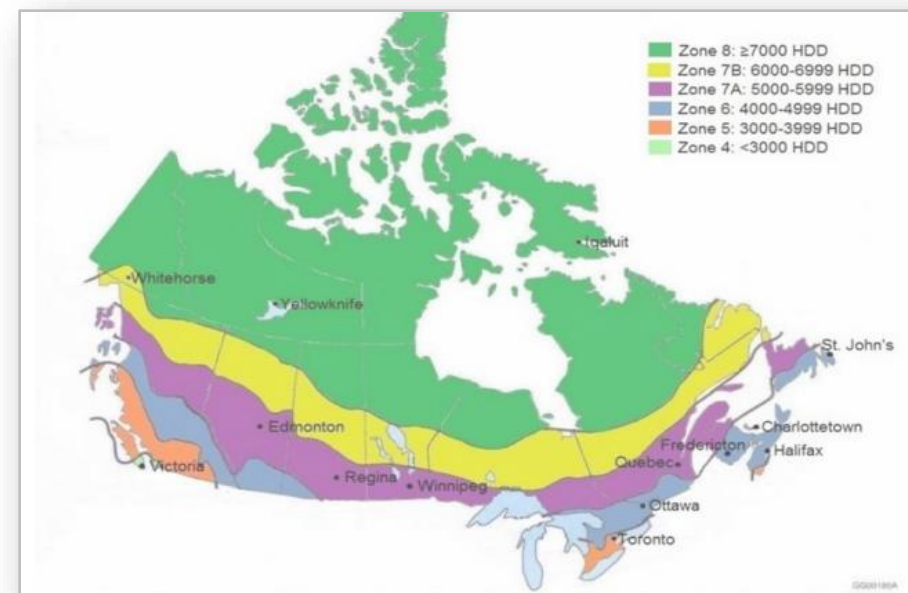 Zone 8: ≥7000 HDD
Zone 7B: 6000-6999 HDD
Zone 7A: 5000-5999 HDD
Zone 6: 4000-4999 HDD
Zone 5: 3000-3999 HDD
Zone 4: <3000 HDD
Iqaluit
Whitehorse
Yellowknife
St. John's
Edmonton
Charlottetown
Fredericton
Halifax
Victoria
Regina
Winnipeg
Quebec
Ottawa
Toronto
GG00180A